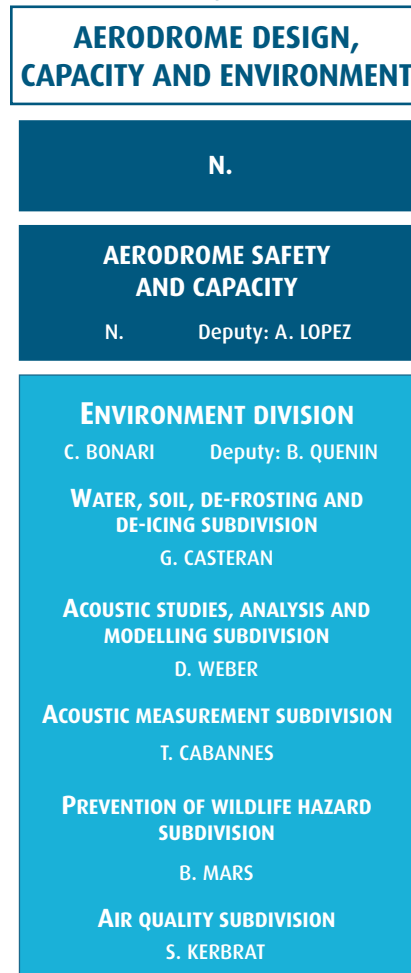 AERODROME DESIGN,
CAPACITY AND ENVIRONMENT
N.
AERODROME SAFETY
AND CAPACITY
N. Deputy: A. LOPEZ
ENVIRONMENT DIVISION
C. BONARI Deputy: B. QUENIN
WATER, SOIL, DE-FROSTING AND
DE-ICING SUBDIVISION
G. CASTERAN
ACOUSTIC STUDIES, ANALYSIS AND
MODELLING SUBDIVISION
D. WEBER
ACOUSTIC MEASUREMENT SUBDIVISION
T. CABANNES
PREVENTION OF WILDLIFE HAZARD
SUBDIVISION
B. MARS
AIR QUALITY SUBDIVISION
S. KERBRAT